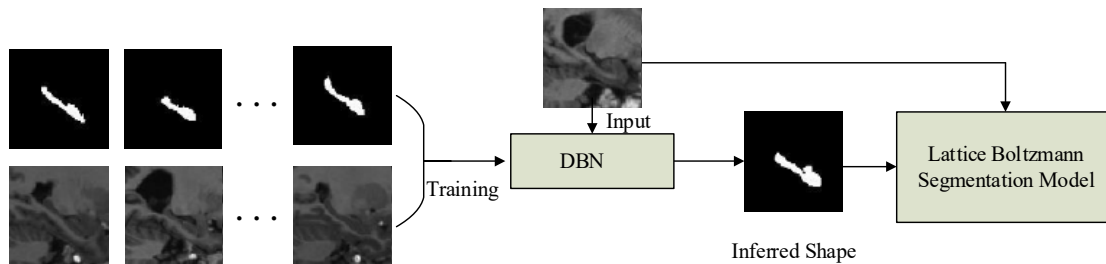 Input
DBN
Training
Lattice Boltzmann
Segmentation Model
Inferred Shape